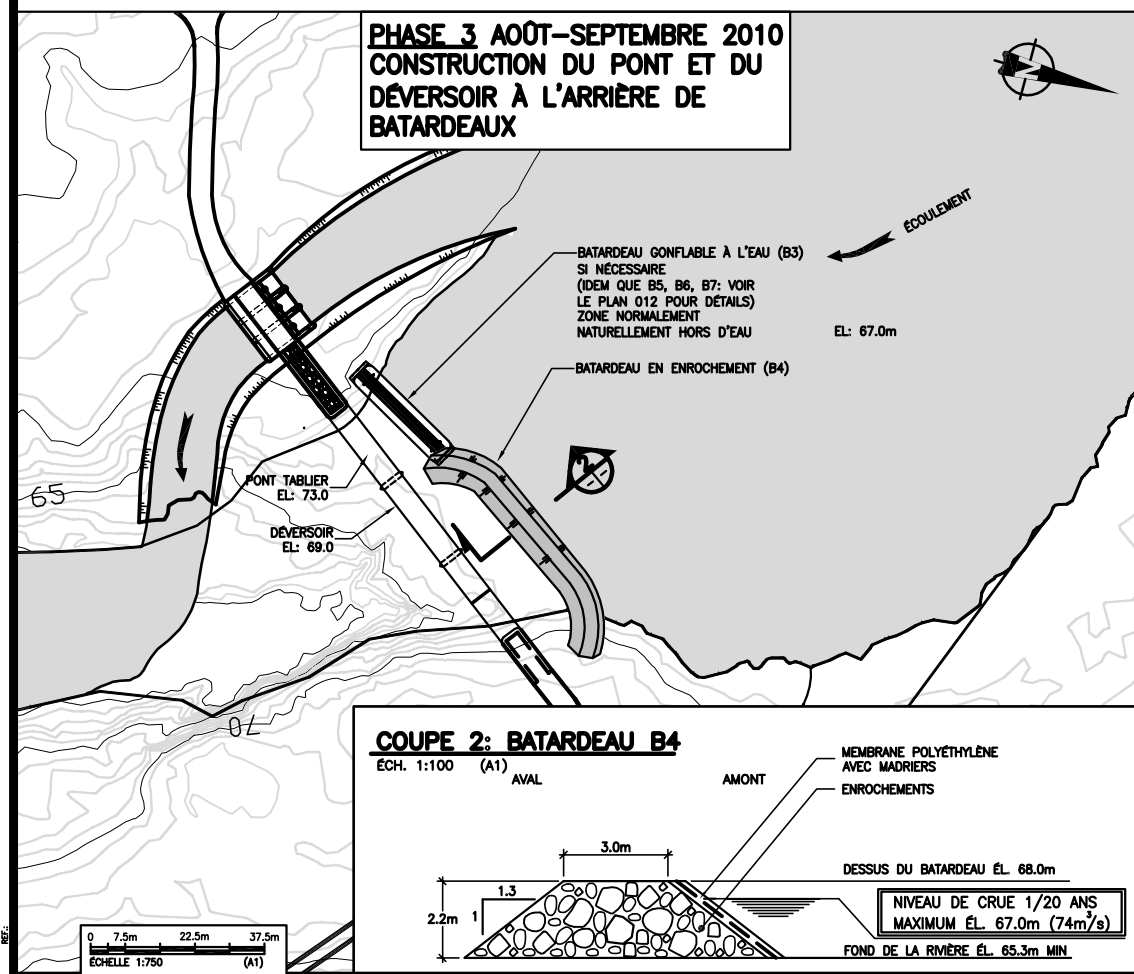 PHASE 3 AOÛT-SEPTEMBRE 2010
CONSTRUCTION DU PONT ET DU
DÉVERSOIR À L'ARRIÈRE DE
BATARDEAUX
N
ÉCOULEMENT
BATARDEAU GONFLABLE À L'EAU (B3)
SI NÉCESSAIRE
(IDEM QUE B5, B6, B7: VOIR
LE PLAN 012 POUR DÉTAILS)
ZONE NORMALEMENT
NATURELLEMENT HORS D'EAU
EL: 67.0m
BATARDEAU EN ENROCHEMENT (B4)
2
-
65
PONT TABLIER
EL: 73.0
DÉVERSOIR
EL: 69.0
70
COUPE 2: BATARDEAU B4
ÉCH. 1:100 (A1)
AVAL
AMONT
MEMBRANE POLYÉTHYLÈNE
AVEC MADRIERS
ENROCHEMENTS
3.0m
DESSUS DU BATARDEAU ÉL. 68.0m
1.3
1
2.2m
NIVEAU DE CRUE 1/20 ANS
MAXIMUM ÉL. 67.0m (74m³/s)
FOND DE LA RIVIÈRE ÉL. 65.3m MIN
0 7.5m 22.5m 37.5m
ÉCHELLE 1:750 (A1)
REF.: